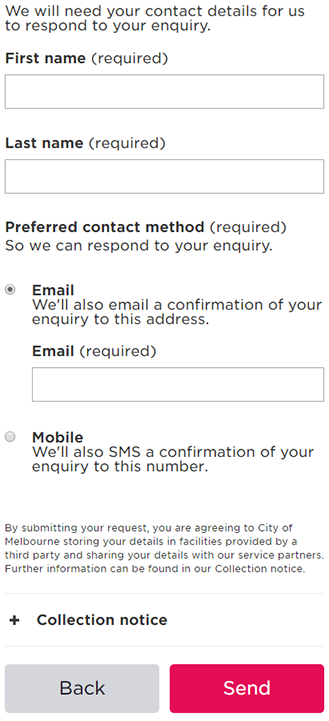 We will need your contact details for us
to respond to your enquiry.
First name (required)
Last name (required)
Preferred contact method (required)
So we can respond to your enquiry.
Email
We'll also email a confirmation of your
enquiry to this address.
Email (required)
Mobile
We'll also SMS a confirmation of your
enquiry to this number.
By submitting your request, you are agreeing to City of
Melbourne storing your details in facilities provided by a
third party and sharing your details with our service partners.
Further information can be found in our Collection notice.
+ Collection notice
Back Send